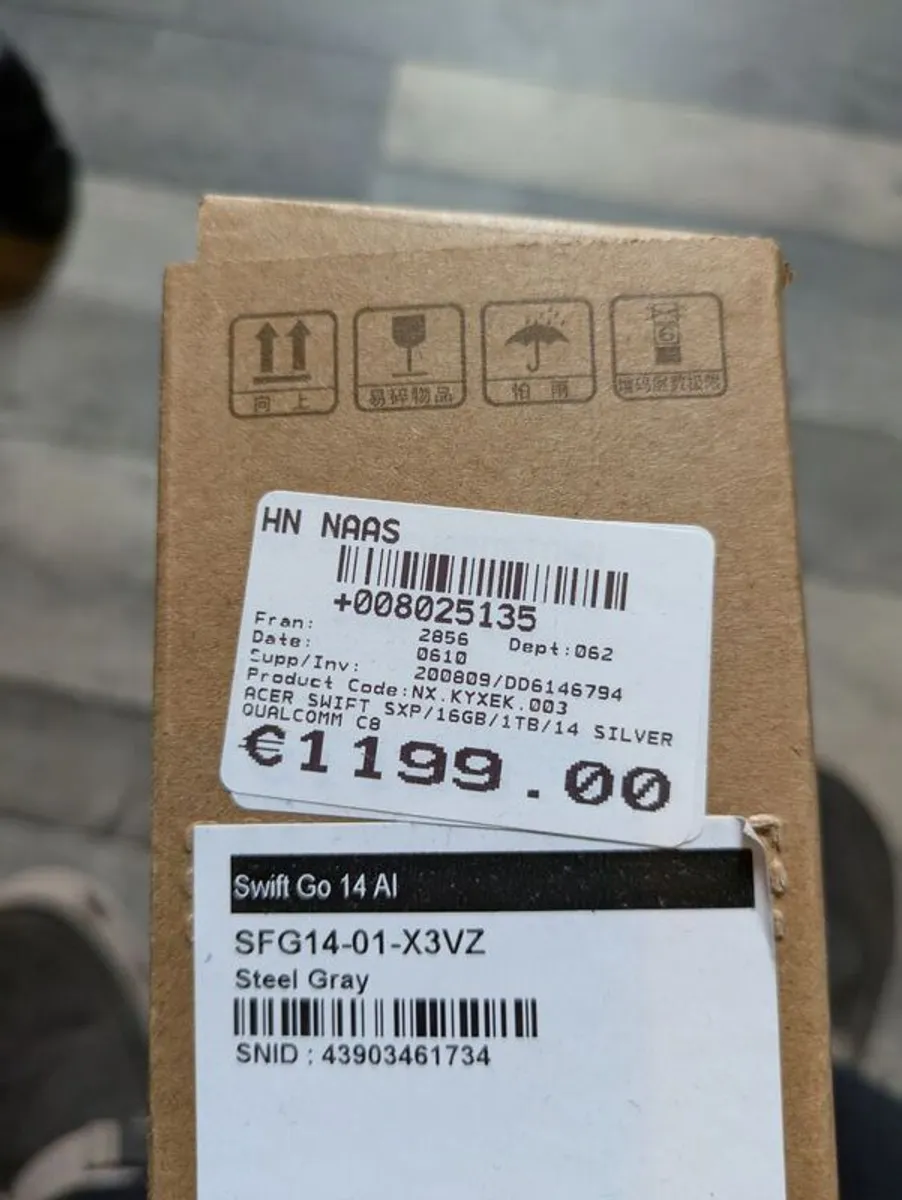 向上
易碎物品
怕雨
6
HN NAAS
+008025135
Fran: 2856 Dept:062
Date: 0610
Supp/Inv: 200809/DD6146794
Product Code:NX.KYXEK.003
ACER SWIFT SXP/16GB/1TB/14 SILVER
QUALCOMM C8
€1199.00
Swift Go 14 AI
SFG14-01-X3VZ
Steel Gray
SNID : 43903461734